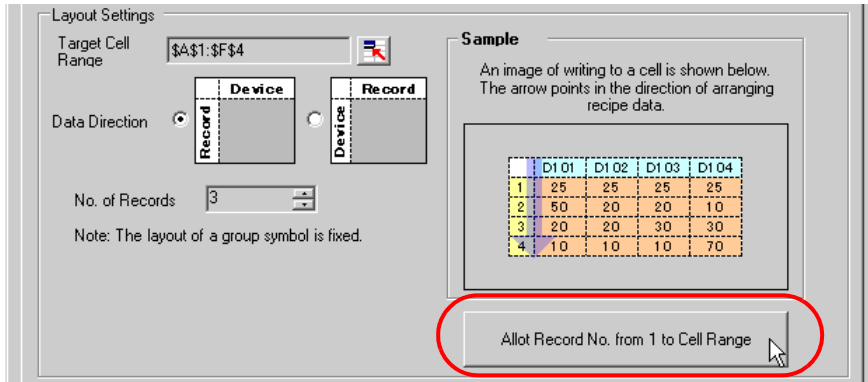 Layout Settings
Target Cell
Range
$A$1:$F$4
Data Direction
Device
Record
Record
Device
No. of Records
3
Note: The layout of a group symbol is fixed.
Sample
An image of writing to a cell is shown below.
The arrow points in the direction of arranging
recipe data.
D101 D102 D103 D104
1 25 25 25 25
2 50 20 20 10
3 20 20 30 30
4 10 10 10 70
Allot Record No. from 1 to Cell Range